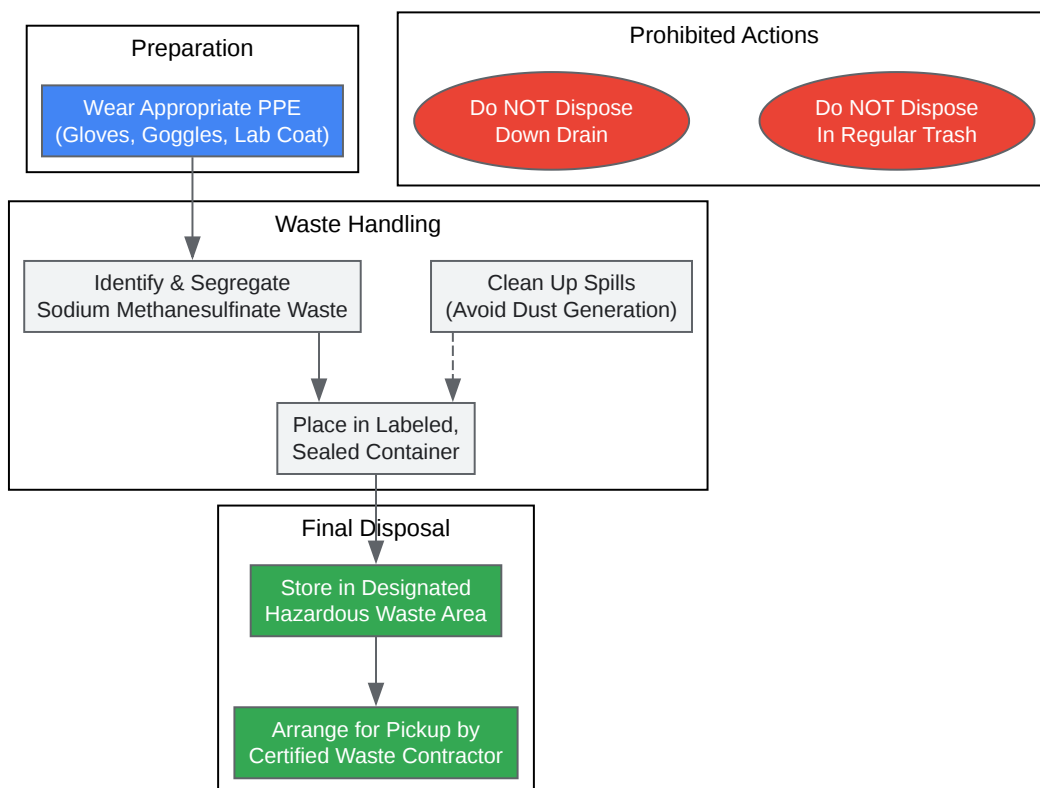 Preparation
Wear Appropriate PPE
(Gloves, Goggles, Lab Coat)
Prohibited Actions
Do NOT Dispose
Down Drain
Do NOT Dispose
In Regular Trash
Waste Handling
Identify & Segregate
Sodium Methanesulfinate Waste
Clean Up Spills
(Avoid Dust Generation)
Place in Labeled,
Sealed Container
Final Disposal
Store in Designated
Hazardous Waste Area
Arrange for Pickup by
Certified Waste Contractor